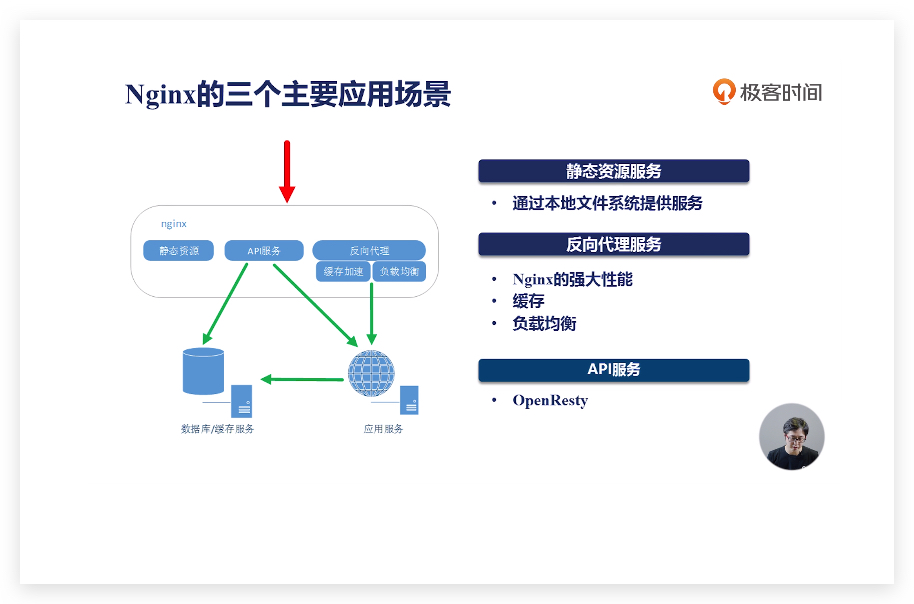 Nginx的三个主要应用场景
极客时间
nginx
静态资源
API服务
反向代理
缓存加速
负载均衡
数据库/缓存服务
应用服务
静态资源服务
• 通过本地文件系统提供服务
反向代理服务
• Nginx的强大性能
• 缓存
• 负载均衡
API服务
• OpenResty